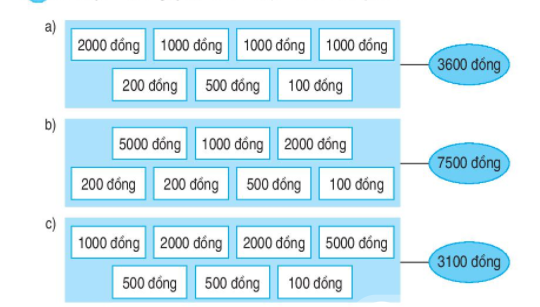 a)
2000 đồng 1000 đồng 1000 đồng 1000 đồng
3600 đồng
200 đồng 500 đồng 100 đồng
b)
5000 đồng 1000 đồng 2000 đồng
7500 đồng
200 đồng 200 đồng 500 đồng 100 đồng
c)
1000 đồng 2000 đồng 2000 đồng 5000 đồng
3100 đồng
500 đồng 500 đồng 100 đồng